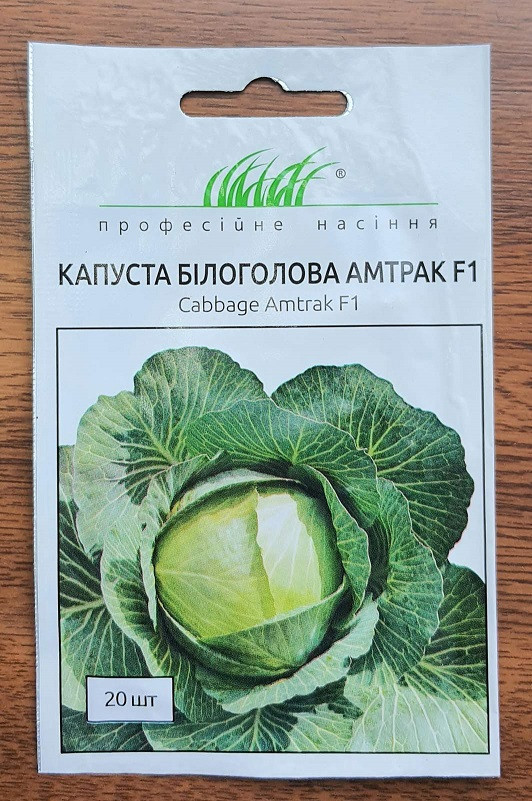 ®
професійне насіння
КАПУСТА БІЛОГОЛОВА АМТРАК F1
Cabbage Amtrak F1
20 шт